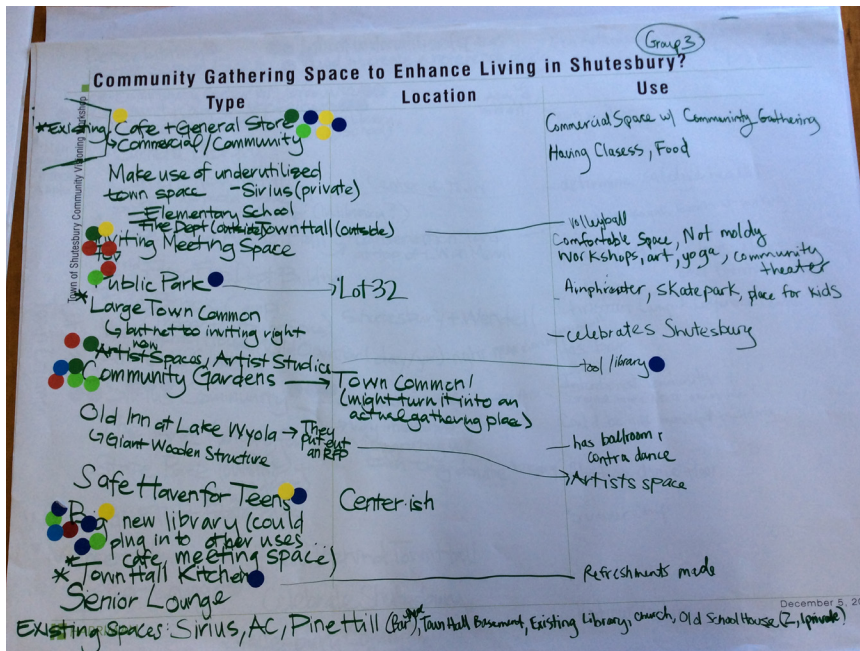 Group 3
Community Gathering Space to Enhance Living in Shutesbury?
Type Location Use
Town of Shutesbury Community Visioning Workshop
*Existing Cafe + General Store
↳ Commercial/Community
Commercial Space w/ Community Gathering
Having Classess, Food
Make use of underutilized
town space - Sirius (private)
- Elementary School
- Fire Dept (outside) Town Hall (outside)
volleyball
Inviting Meeting Space
Comfortable Space, Not moldy
workshops, art, yoga, community
theater
Public Park → Lot 32
Amphireater, skatepark, place for kids
*Large Town Common
↳ but not too inviting right
now
- celebrates Shutesbury
Artist Spaces, Artist Studios
- tool library
Community Gardens → Town Common/
(might turn it into an
actual gathering place)
Old Inn at Lake Wyola → They
put out
an RFP
↳ Giant Wooden Structure
- has ballroom
contra dance
→ Artists space
Safe Haven for Teens
Center-ish
Big new library (could
plug in to other uses...
* cafe, meeting space...)
*Town Hall Kitchen
Refreshments made
Senior Lounge
December 5, 20
Existing Spaces: Sirius, AC, Pine Hill, Town Hall Basement, Existing Library, church, Old School House (2, 1 private)